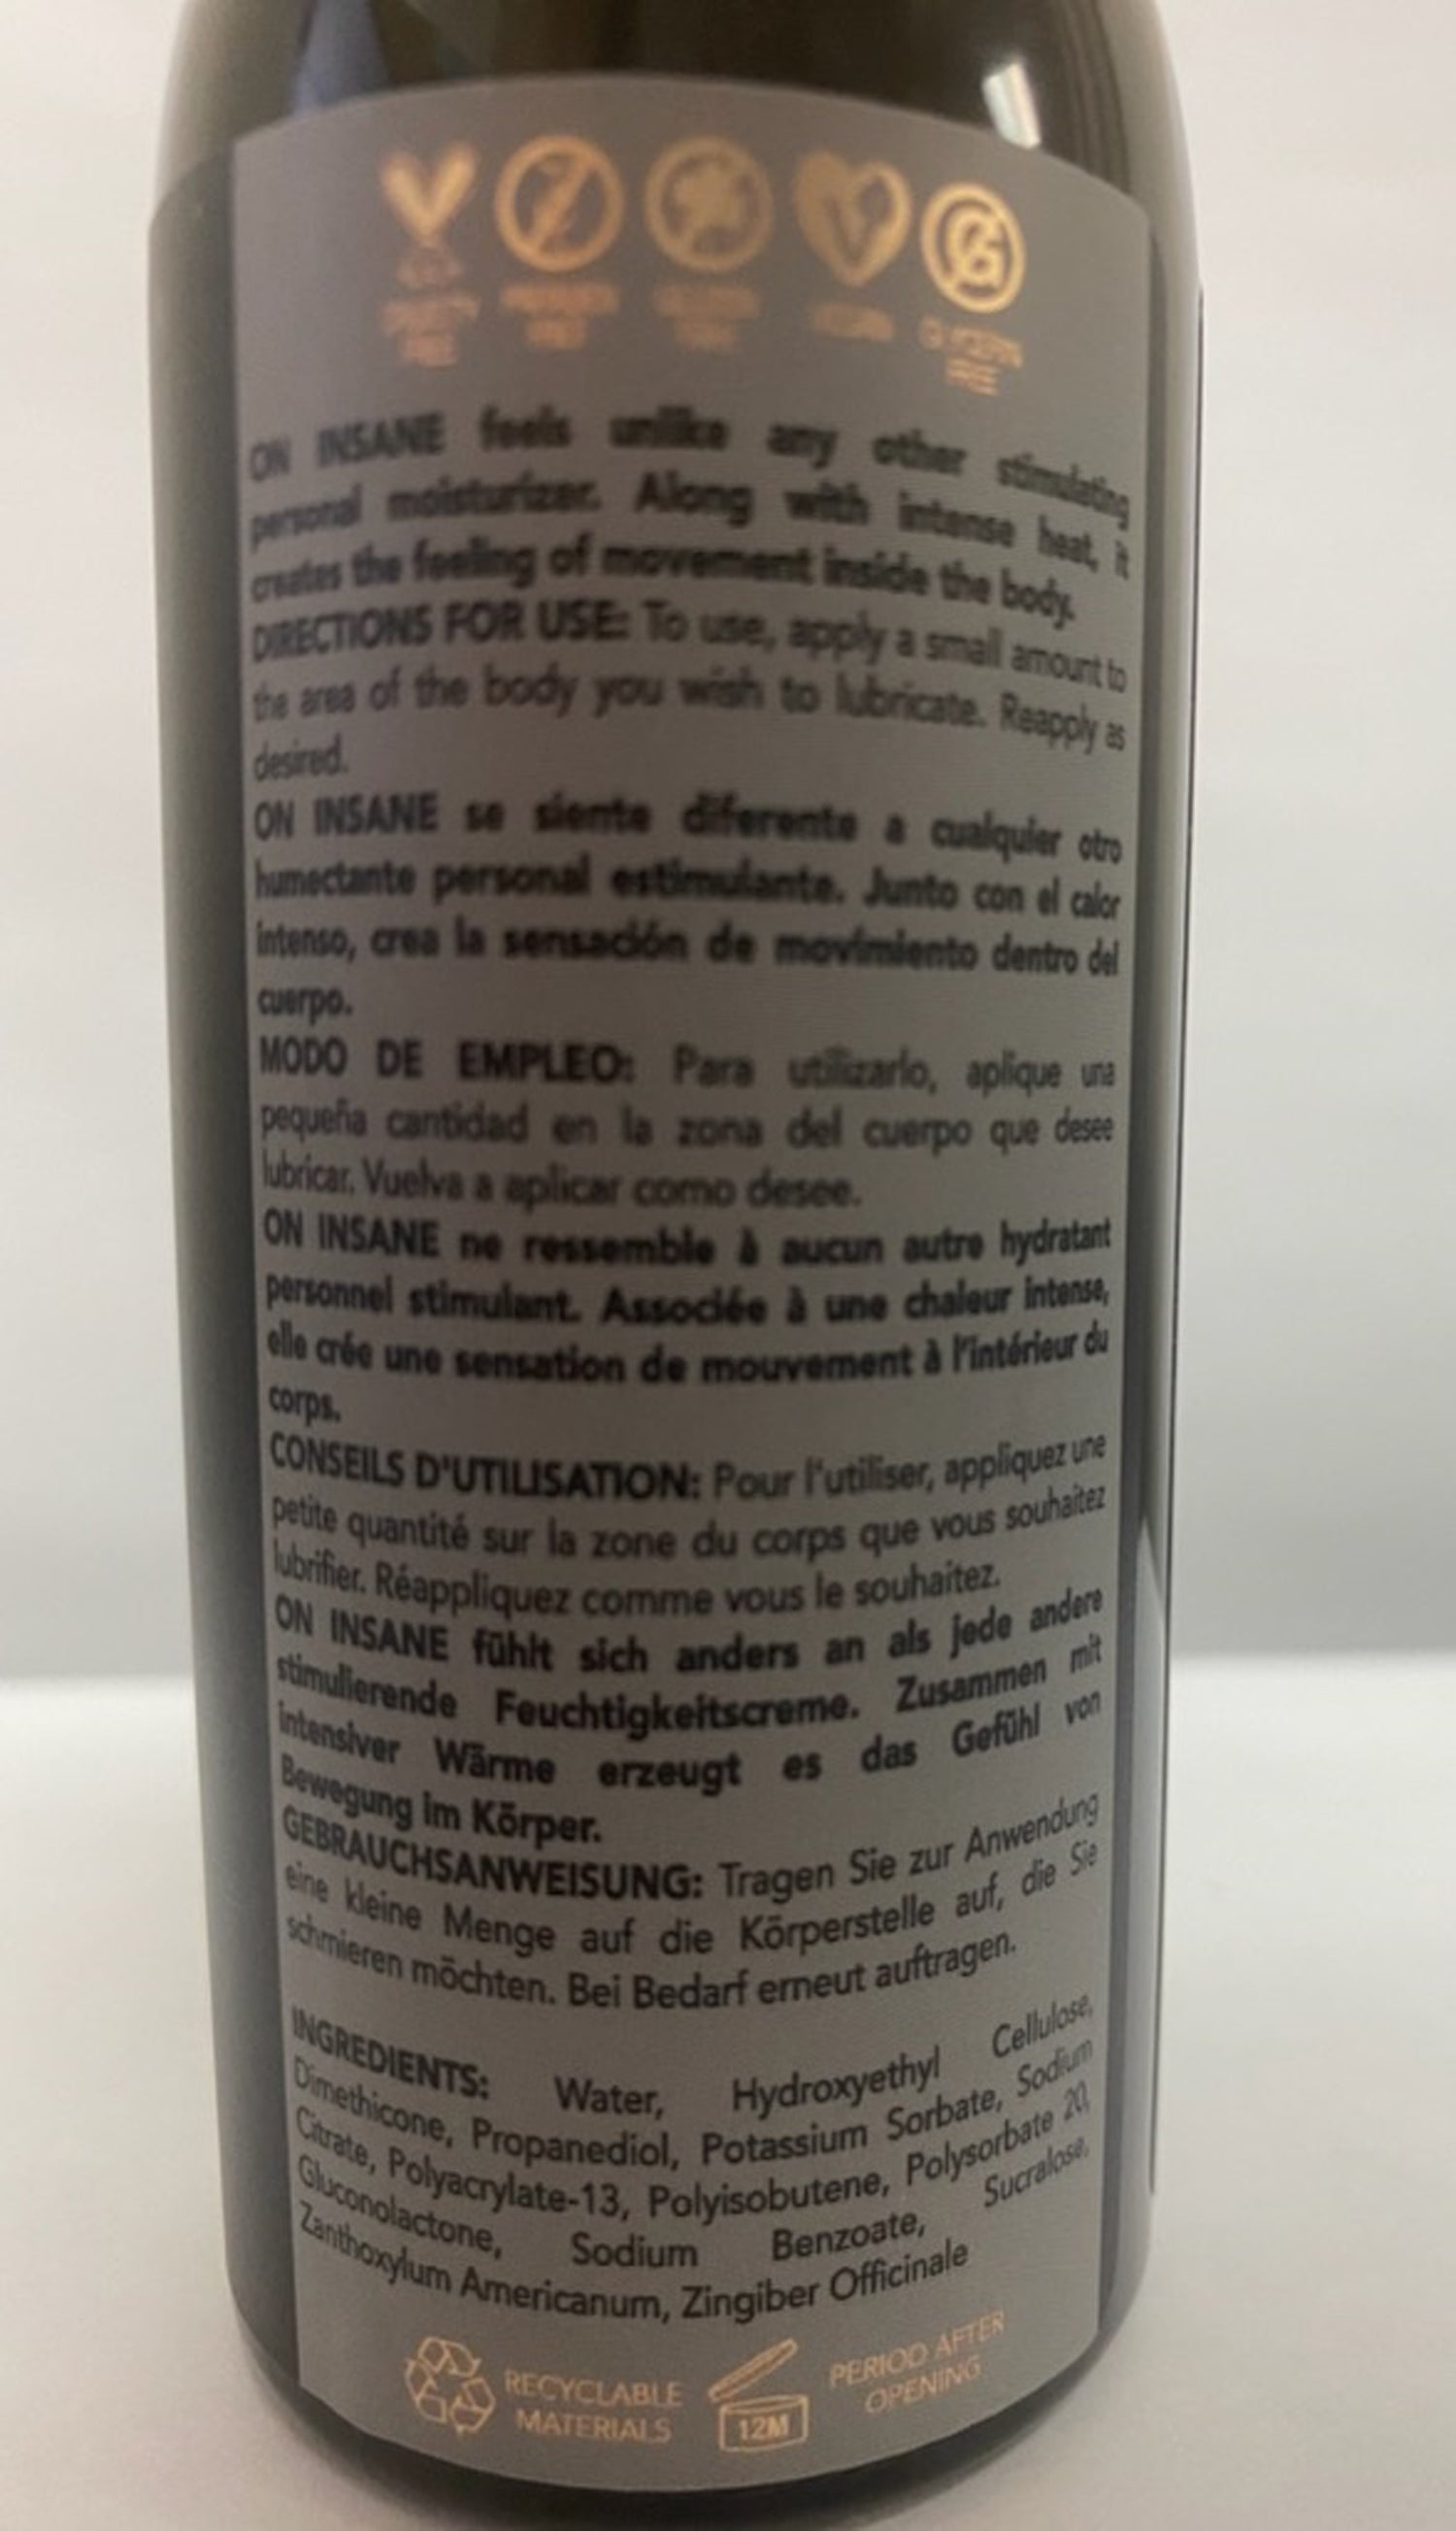 CRUELTY
FREE
PARABEN
FREE
GLUTEN
FREE
VEGAN
GLYCERIN
FREE
ON INSANE feels unlike any other stimulating
personal moisturizer. Along with intense heat, it
creates the feeling of movement inside the body.
DIRECTIONS FOR USE: To use, apply a small amount to
the area of the body you wish to lubricate. Reapply as
desired.
ON INSANE se siente diferente a cualquier otro
humectante personal estimulante. Junto con el calor
intenso, crea la sensación de movimiento dentro del
cuerpo.
MODO DE EMPLEO: Para utilizarlo, aplique una
pequeña cantidad en la zona del cuerpo que desee
lubricar. Vuelva a aplicar como desee.
ON INSANE ne ressemble à aucun autre hydratant
personnel stimulant. Associée à une chaleur intense,
elle crée une sensation de mouvement à l'intérieur du
corps.
CONSEILS D'UTILISATION: Pour l'utiliser, appliquez une
petite quantité sur la zone du corps que vous souhaitez
lubrifier. Réappliquez comme vous le souhaitez.
ON INSANE fühlt sich anders an als jede andere
stimulierende Feuchtigkeitscreme. Zusammen mit
intensiver Wärme erzeugt es das Gefühl von
Bewegung im Körper.
GEBRAUCHSANWEISUNG: Tragen Sie zur Anwendung
eine kleine Menge auf die Körperstelle auf, die Sie
schmieren möchten. Bei Bedarf erneut auftragen.
INGREDIENTS: Water, Hydroxyethyl Cellulose,
Dimethicone, Propanediol, Potassium Sorbate, Sodium
Citrate, Polyacrylate-13, Polyisobutene, Polysorbate 20,
Gluconolactone, Sodium Benzoate, Sucralose,
Zanthoxylum Americanum, Zingiber Officinale
RECYCLABLE
MATERIALS
12M
PERIOD AFTER
OPENING